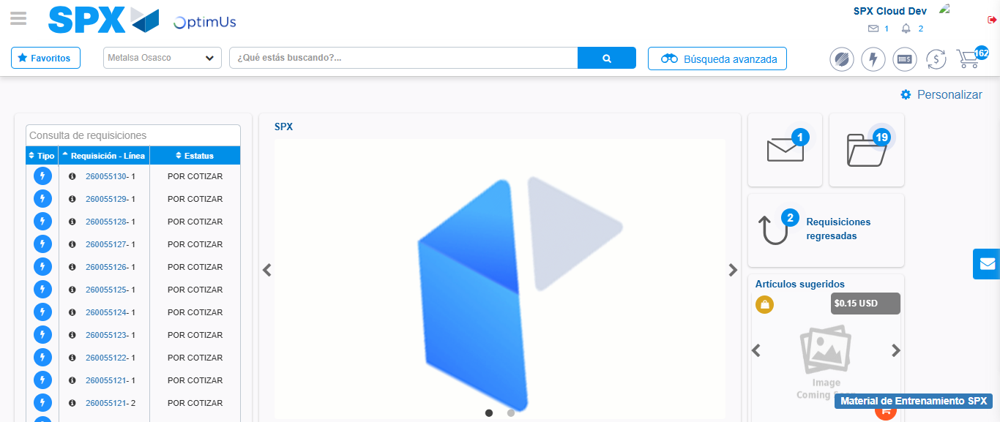 SPX OptimUs
SPX Cloud Dev
1 2
Favoritos
Metalsa Osasco
¿Qué estás buscando?...
Búsqueda avanzada
$
162
Personalizar
Consulta de requisiciones
Tipo Requisición - Línea Estatus
260055130- 1 POR COTIZAR
260055129- 1 POR COTIZAR
260055128- 1 POR COTIZAR
260055127- 1 POR COTIZAR
260055126- 1 POR COTIZAR
260055125- 1 POR COTIZAR
260055124- 1 POR COTIZAR
260055123- 1 POR COTIZAR
260055122- 1 POR COTIZAR
260055121- 1 POR COTIZAR
260055121- 2 POR COTIZAR
SPX
1
19
2
Requisiciones
regresadas
Artículos sugeridos
$0.15 USD
Image
Coming
Material de Entrenamiento SPX